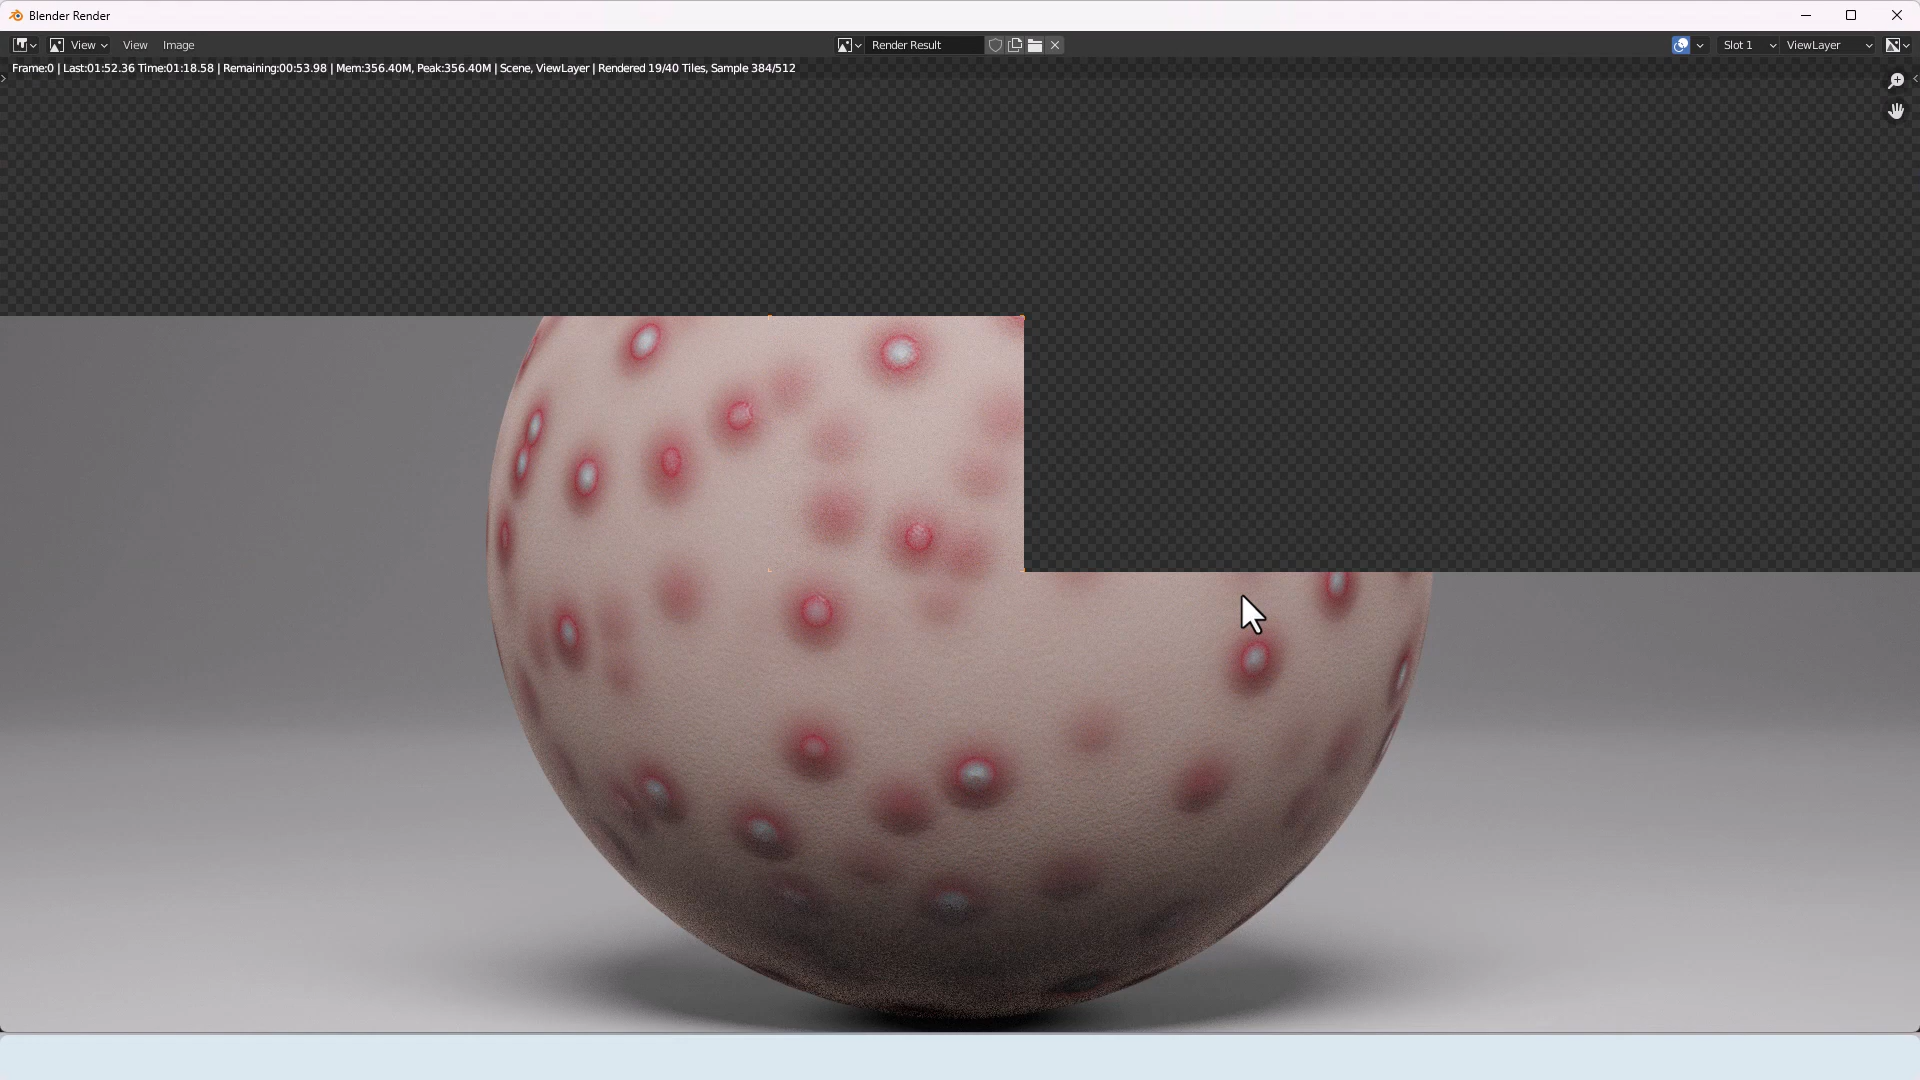 Blender Render
View View Image Render Result Slot 1 ViewLayer
Frame:0 | Last:01:52.36 Time:01:18.58 | Remaining:00:53.98 | Mem:356.40M, Peak:356.40M | Scene, ViewLayer | Rendered 19/40 Tiles, Sample 384/512